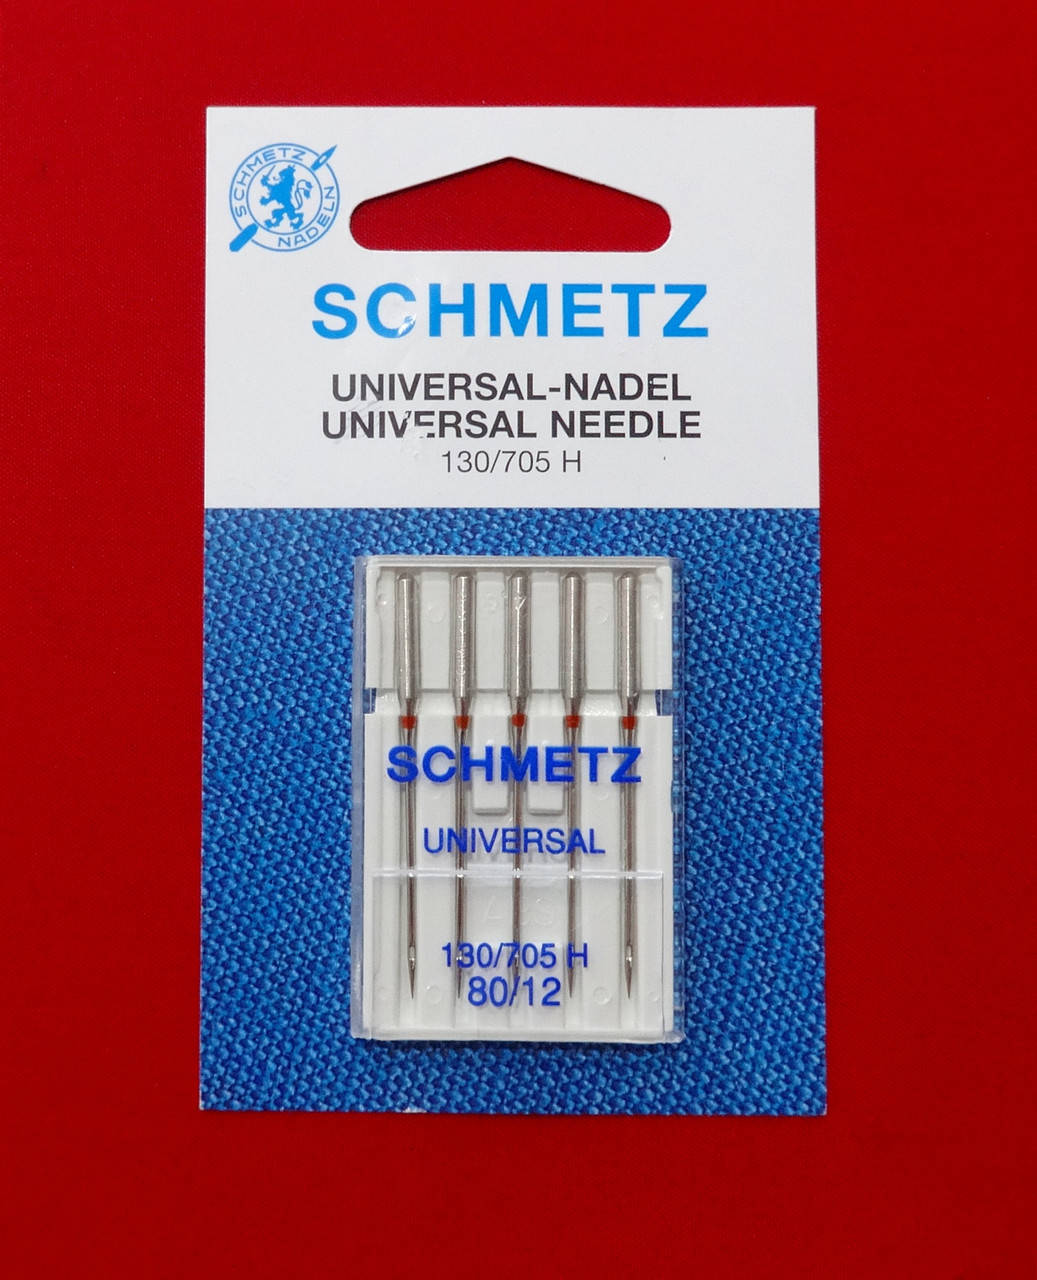 SCHMETZ
NADELN
SCHMETZ
UNIVERSAL-NADEL
UNIVERSAL NEEDLE
130/705 H
SCHMETZ
UNIVERSAL
130/705 H
80/12